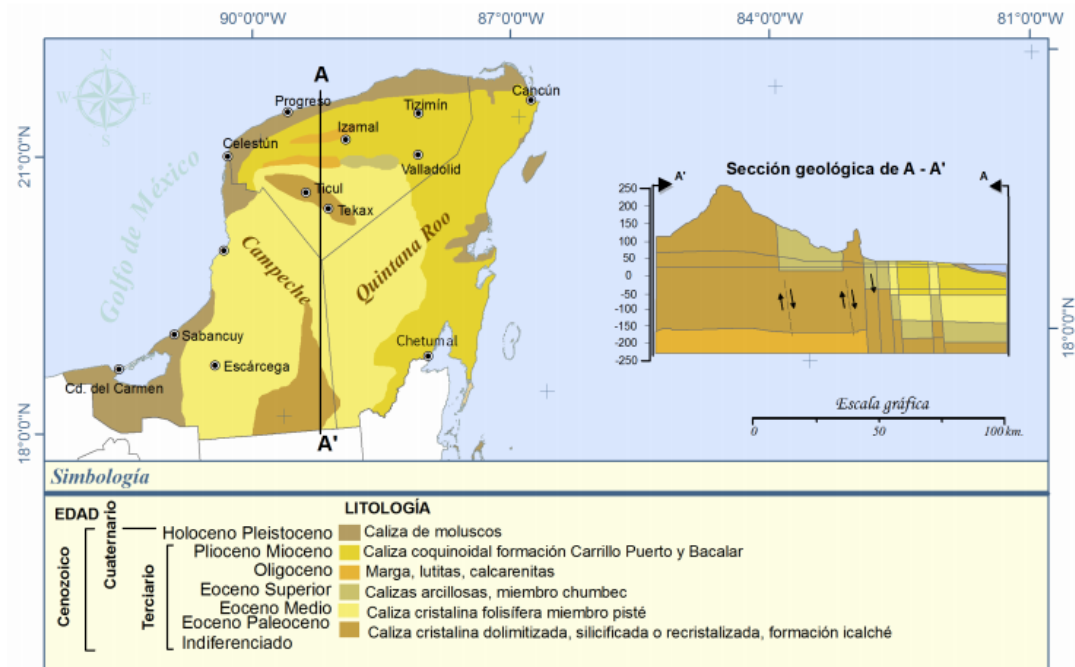 90°0'0"W 87°0'0"W 84°0'0"W 81°0'0"W
21°0'0"N
18°0'0"N
18°0'0"N
N
W E
S
Golfo de México
A
Progreso
Tizimín
Cancún
Izamal
Celestún
Valladolid
Ticul
Tekax
Campeche
Quintana Roo
Sabancuy
Chetumal
Escárcega
Cd. del Carmen
A'
Sección geológica de A - A'
A' A
250
200
150
100
50
0
-50
-100
-150
-200
-250
Escala gráfica
0 50 100 km.
Simbología
EDAD
LITOLOGÍA
Cenozoico
Cuaternario
Terciario
Holoceno Pleistoceno Caliza de moluscos
Plioceno Mioceno Caliza coquinoidal formación Carrillo Puerto y Bacalar
Oligoceno Marga, lutitas, calcarenitas
Eoceno Superior Calizas arcillosas, miembro chumbec
Eoceno Medio Caliza cristalina folisífera miembro pisté
Eoceno Paleoceno Caliza cristalina dolimitizada, silicificada o recristalizada, formación icalché
Indiferenciado